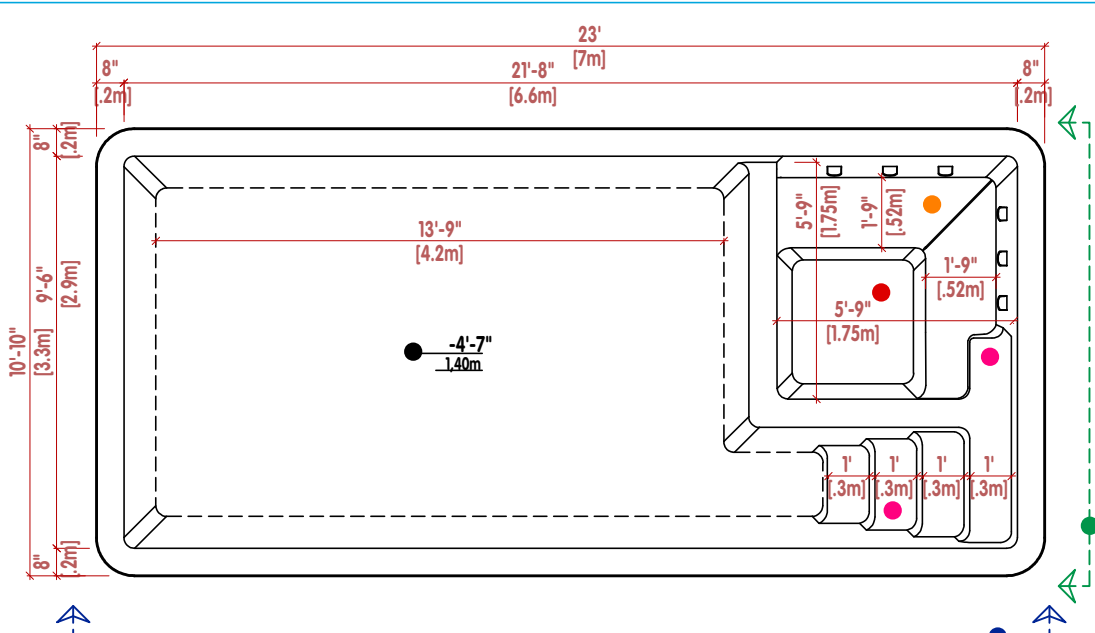 23'
[7m]
8"
[.2m]
21'-8"
[6.6m]
8"
[.2m]
8"
[.2m]
10'-10"
[3.3m]
9'-6"
[2.9m]
13'-9"
[4.2m]
5'-9"
[1.75m]
1'-9"
[.52m]
1'-9"
[.52m]
5'-9"
[1.75m]
-4'-7"
1,40m
1'
[.3m]
1'
[.3m]
1'
[.3m]
1'
[.3m]
8"
[.2m]